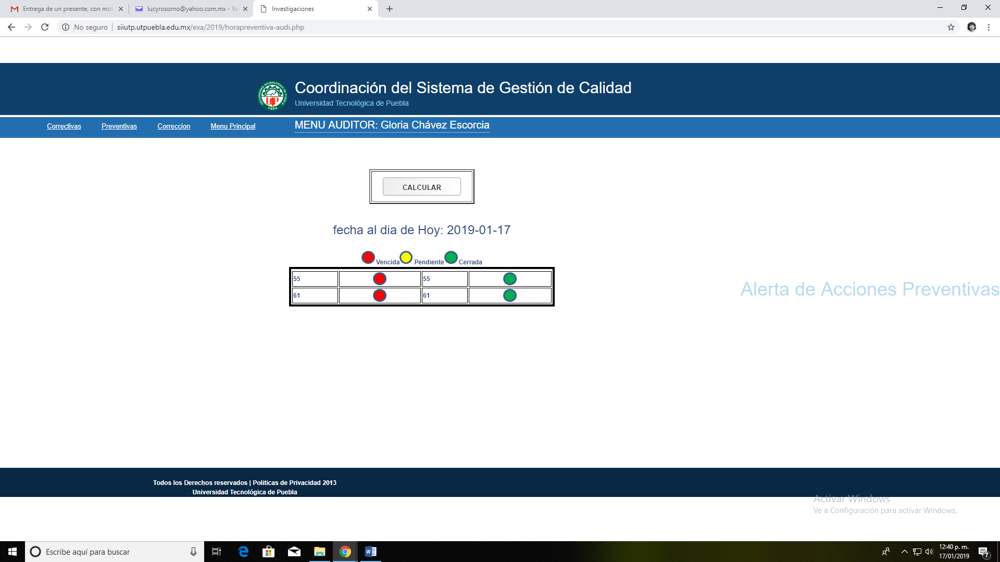 Entrega de un presente, con mot
lucyrosorno@yahoo.com.mx - Ya
Investigaciones
No seguro
siiutp.utpuebla.edu.mx/exa/2019/horapreventiva-audi.php
Coordinación del Sistema de Gestión de Calidad
Universidad Tecnológica de Puebla
Correctivas
Preventivas
Correccion
Menu Principal
MENU AUDITOR: Gloria Chávez Escorcia
CALCULAR
fecha al dia de Hoy: 2019-01-17
Vencida Pendiente Cerrada
55 55
61 61
Alerta de Acciones Preventivas
Todos los Derechos reservados | Politicas de Privacidad 2013
Universidad Tecnológica de Puebla
Activar Windows
Ve a Configuración para activar Windows.
Escribe aquí para buscar
12:40 p. m.
17/01/2019
7